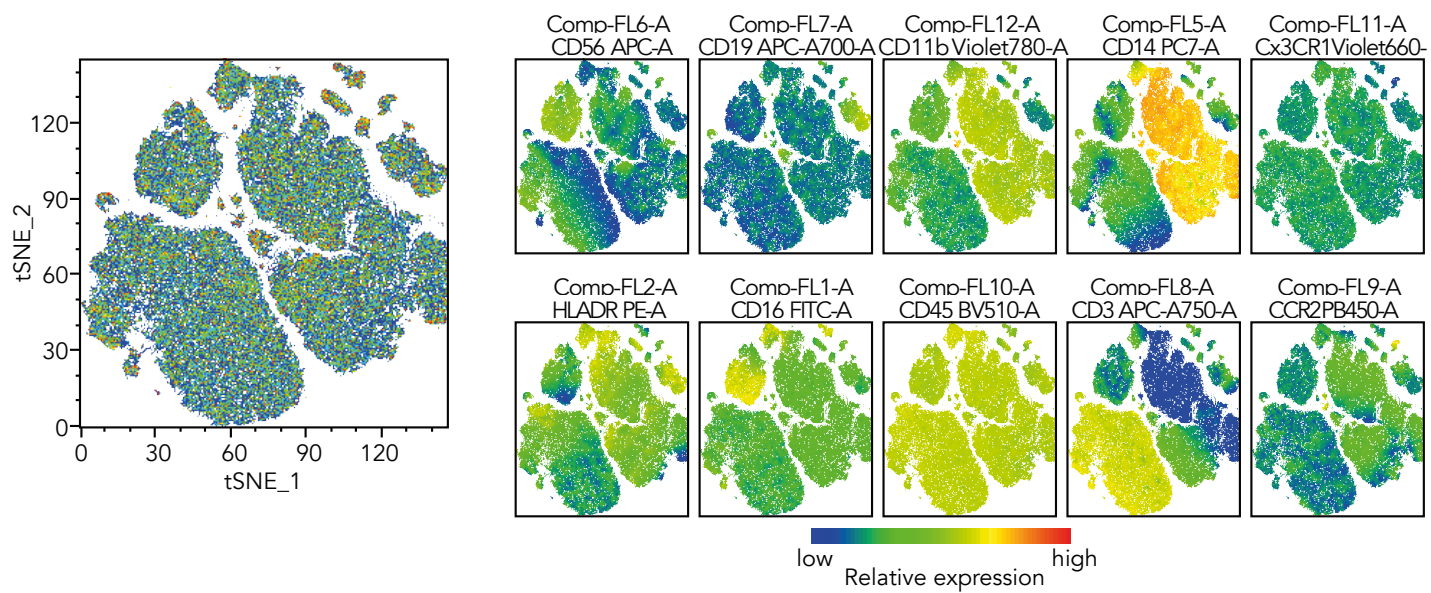 Comp-FL6-A
CD56 APC-A
Comp-FL7-A
CD19 APC-A700-A
Comp-FL12-A
CD11b Violet780-A
Comp-FL5-A
CD14 PC7-A
Comp-FL11-A
Cx3CR1Violet660-
tSNE_2
120
90
60
30
0
0
30
60
90
120
tSNE_1
Comp-FL2-A
HLADR PE-A
Comp-FL1-A
CD16 FITC-A
Comp-FL10-A
CD45 BV510-A
Comp-FL8-A
CD3 APC-A750-A
Comp-FL9-A
CCR2PB450-A
low
high
Relative expression